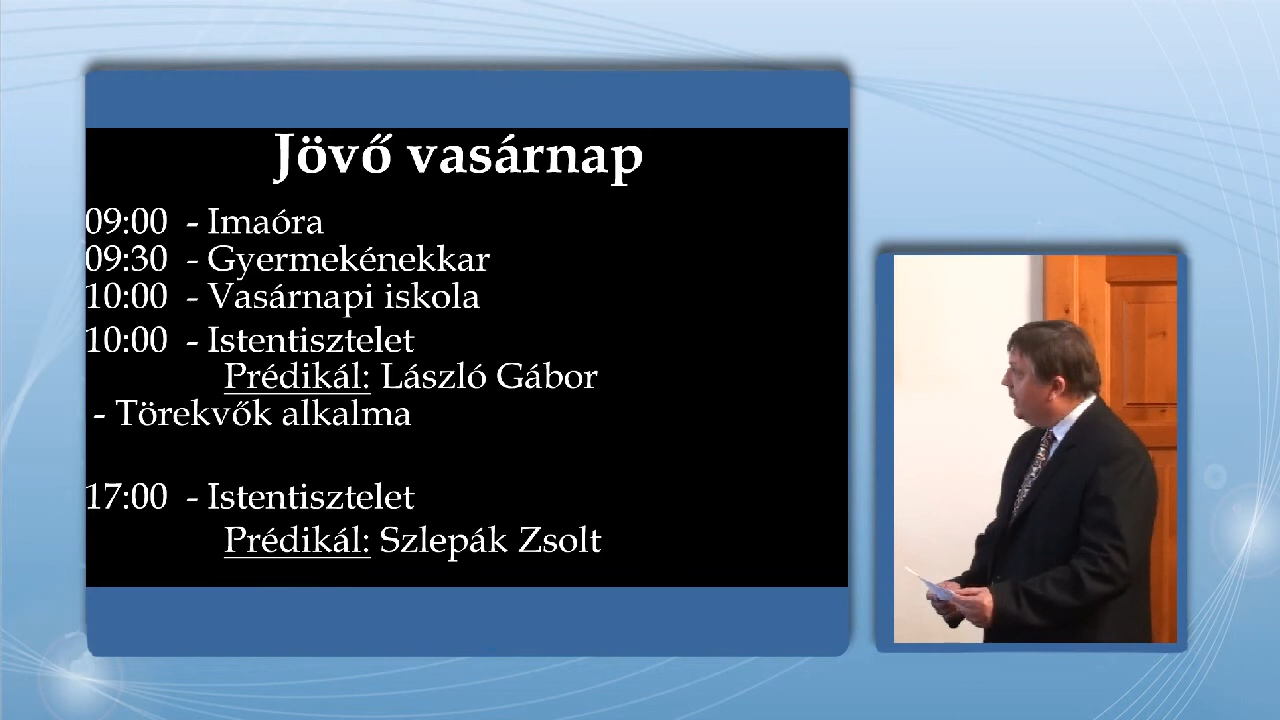 Jövő vasárnap
09:00 - Imaóra
09:30 - Gyermekénekkar
10:00 - Vasárnapi iskola
10:00 - Istentisztelet
Prédikál: László Gábor
- Törekvők alkalma
17:00 - Istentisztelet
Prédikál: Szlepák Zsolt